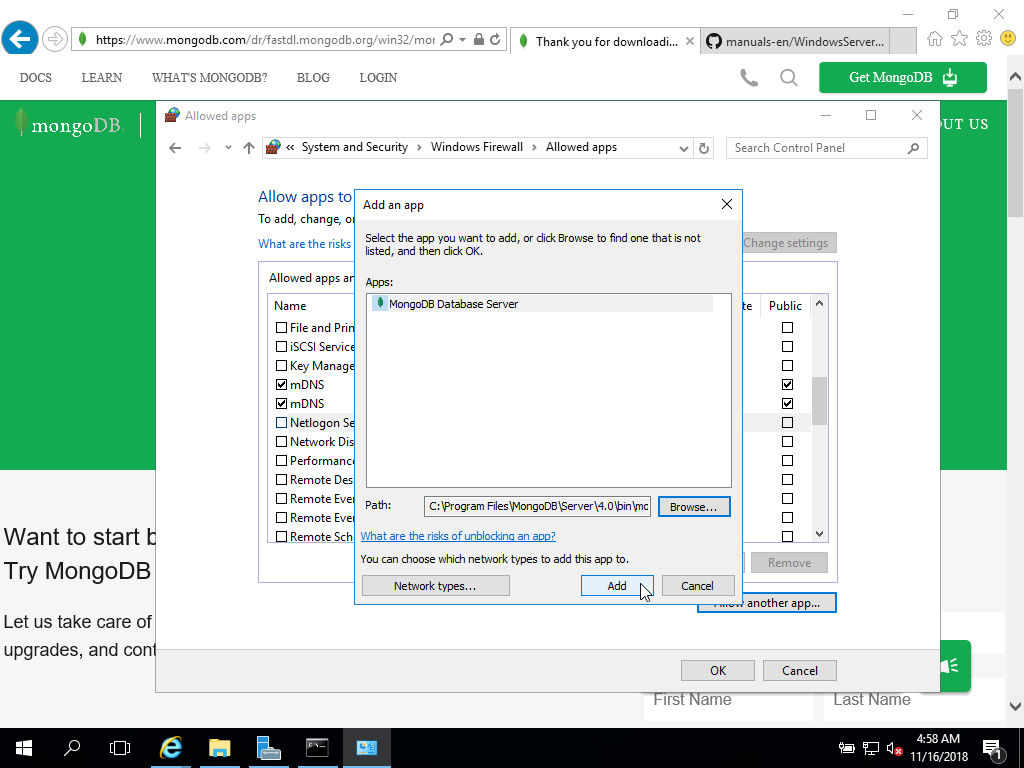 https://www.mongodb.com/dr/fastdl.mongodb.org/win32/mor
Thank you for downloadi...
manuals-en/WindowsServer...
DOCS
LEARN
WHAT'S MONGODB?
BLOG
LOGIN
Get MongoDB
mongoDB.
OUT US
Allowed apps
« System and Security > Windows Firewall > Allowed apps
Search Control Panel
Allow apps to
To add, change, or
What are the risks
Change settings
Allowed apps an
Name
Public
File and Prin
iSCSI Service
Key Manage
mDNS
mDNS
Netlogon Se
Network Dis
Performance
Remote Des
Remote Eve
Remote Eve
Remote Sch
Remove
Allow another app...
OK
Cancel
Add an app
Select the app you want to add, or click Browse to find one that is not
listed, and then click OK.
Apps:
MongoDB Database Server
Path:
C:\Program Files\MongoDB\Server\4.0\bin\mo
Browse...
What are the risks of unblocking an app?
You can choose which network types to add this app to.
Network types...
Add
Cancel
Want to start b
Try MongoDB
Let us take care of
upgrades, and cont
First Name
Last Name
4:58 AM
11/16/2018
1